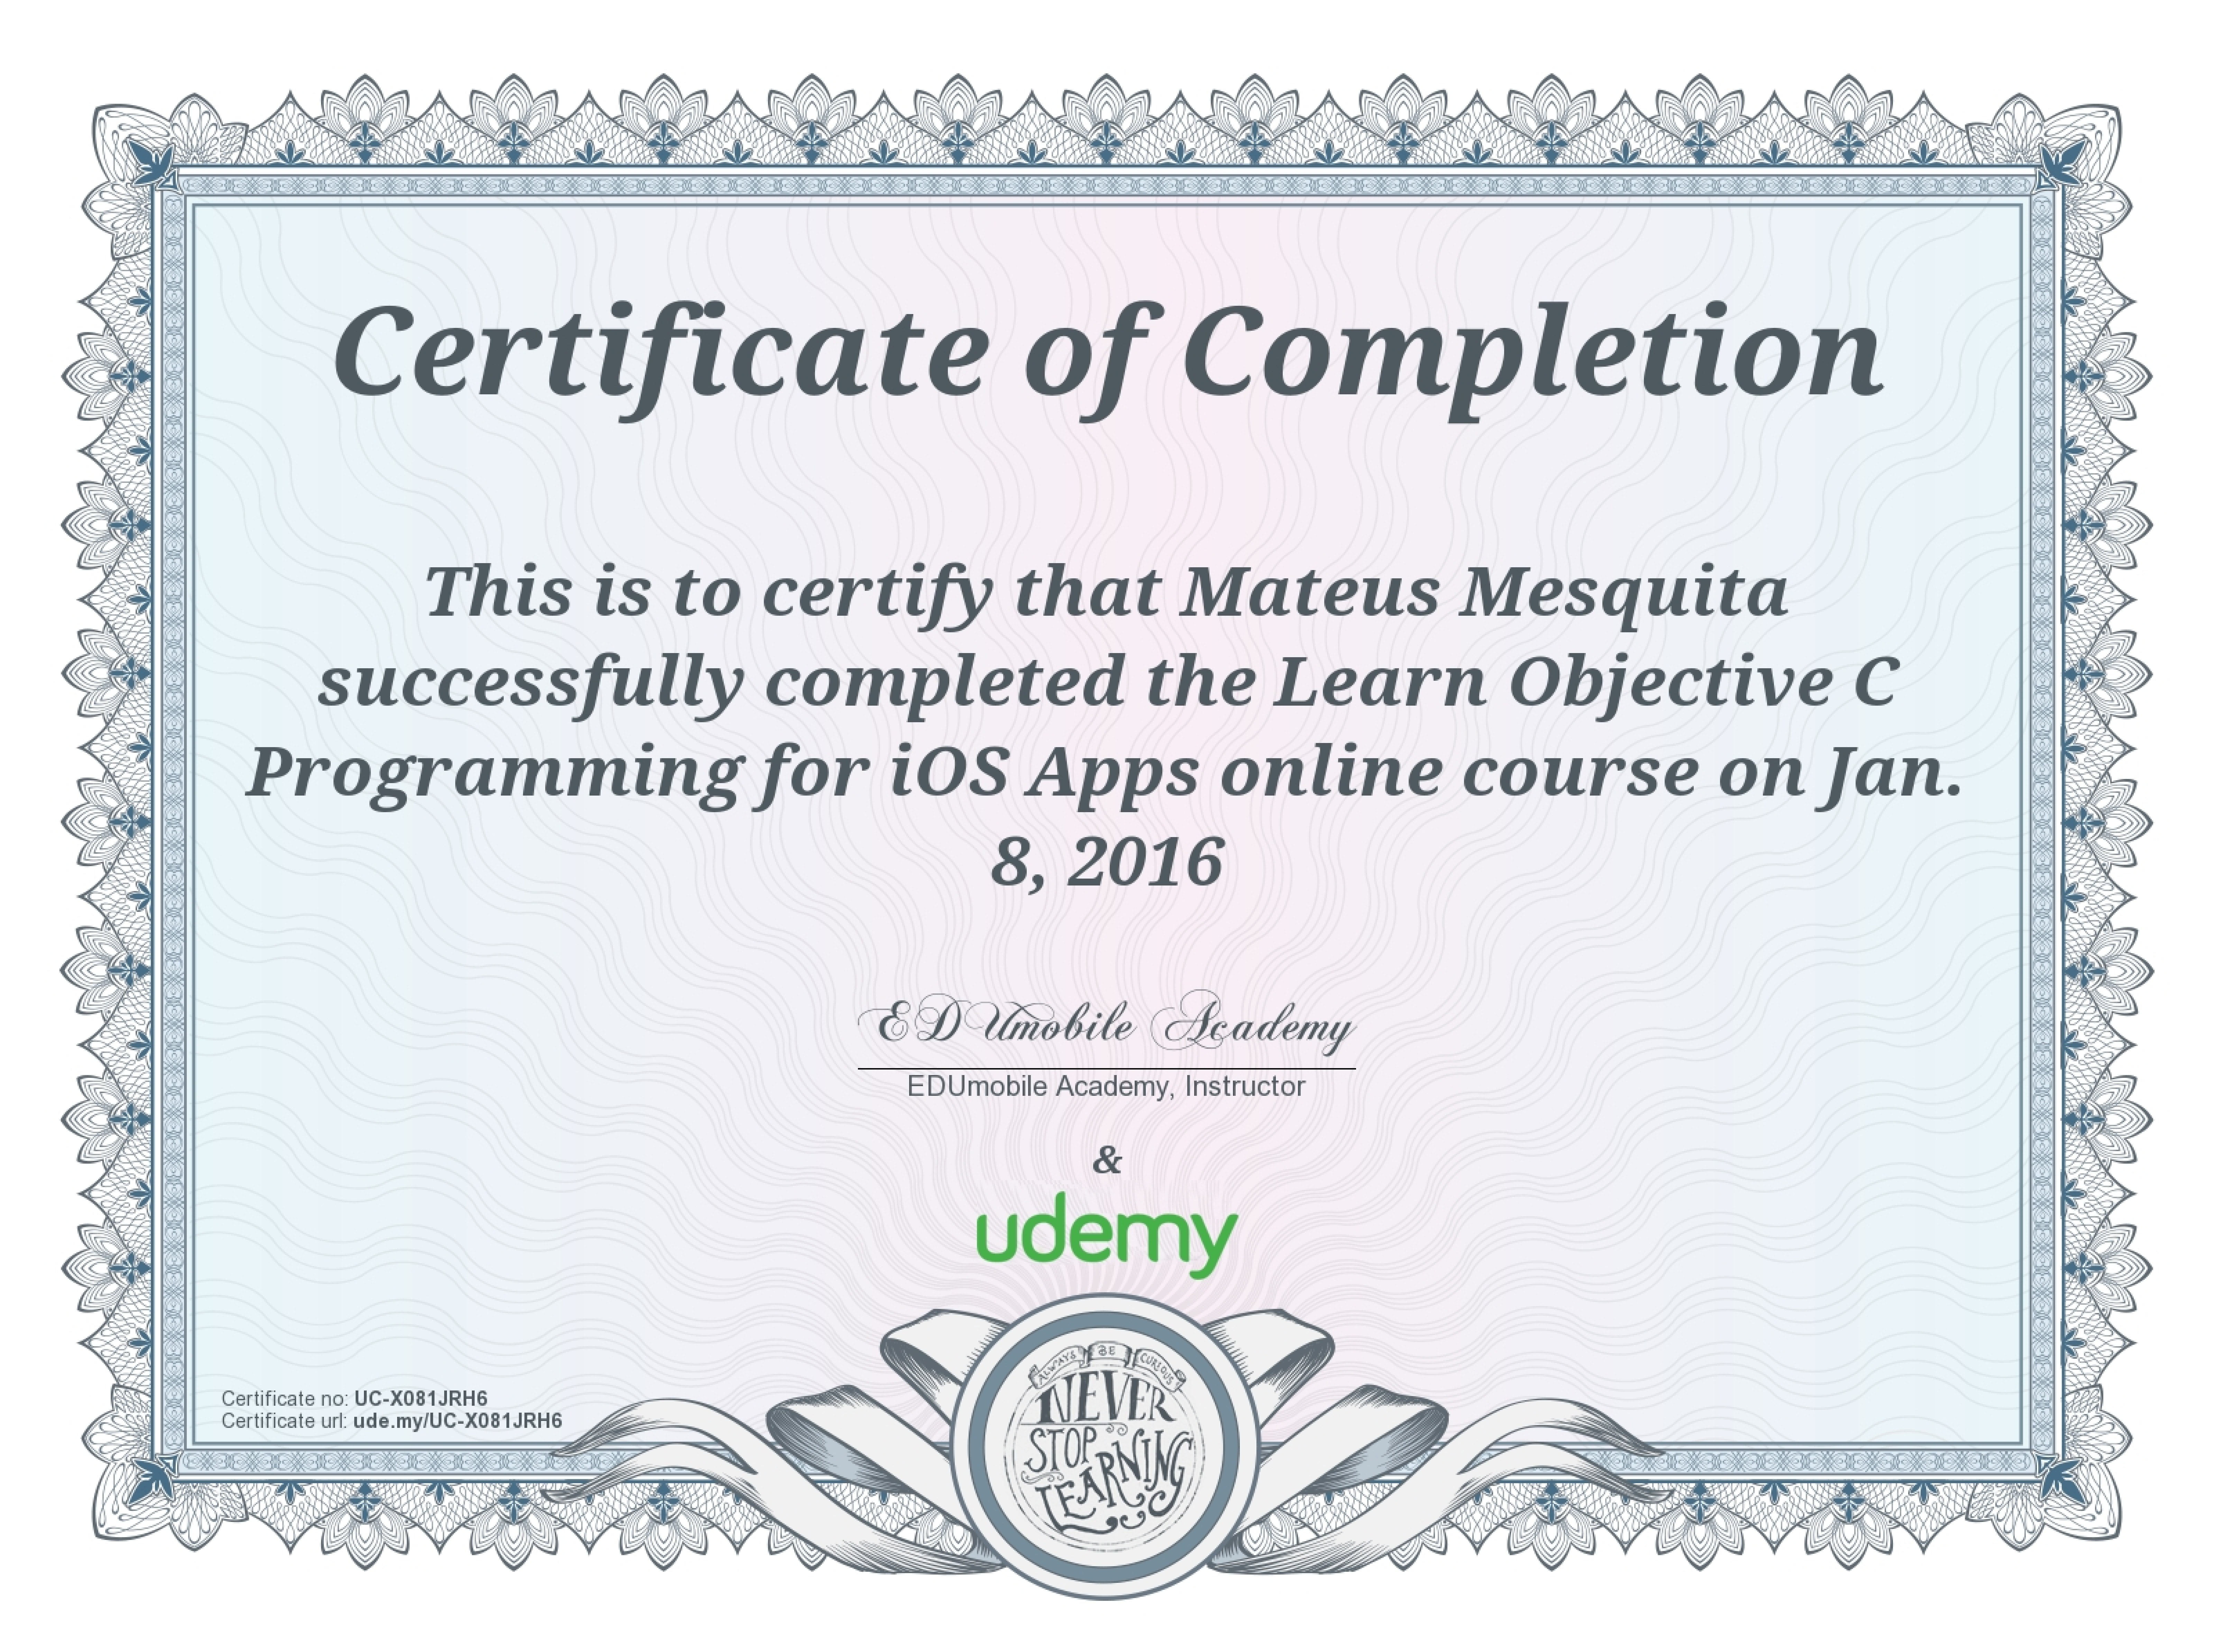 Certificate of Completion
This is to certify that Mateus Mesquita
successfully completed the Learn Objective C
Programming for iOS Apps online course on Jan.
8, 2016
EDUmobile Academy
EDUmobile Academy, Instructor
&
udemy
Certificate no: UC-X081JRH6
Certificate url: ude.my/UC-X081JRH6
ALWAYS BE CURIOUS
NEVER
STOP
LEARNING